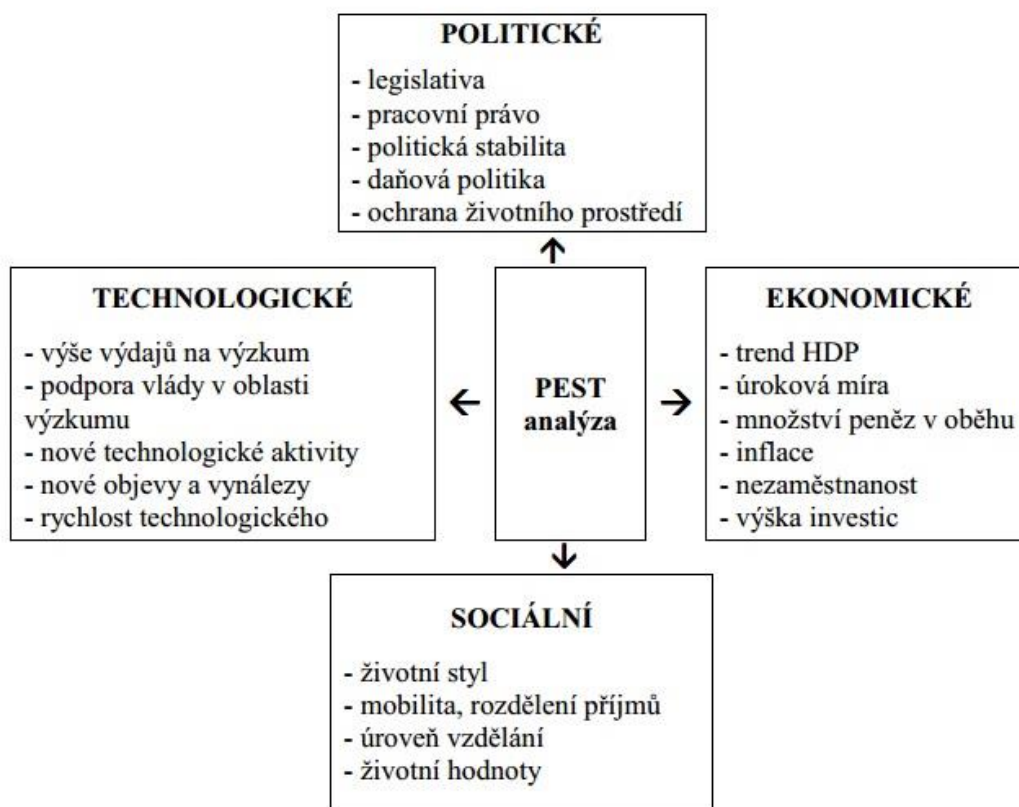 POLITICKÉ
- legislativa
- pracovní právo
- politická stabilita
- daňová politika
- ochrana životního prostředí
TECHNOLOGICKÉ
- výše výdajů na výzkum
- podpora vlády v oblasti
výzkumu
- nové technologické aktivity
- nové objevy a vynálezy
- rychlost technologického
PEST
analýza
EKONOMICKÉ
- trend HDP
- úroková míra
- množství peněz v oběhu
- inflace
- nezaměstnanost
- výška investic
SOCIÁLNÍ
- životní styl
- mobilita, rozdělení příjmů
- úroveň vzdělání
- životní hodnoty